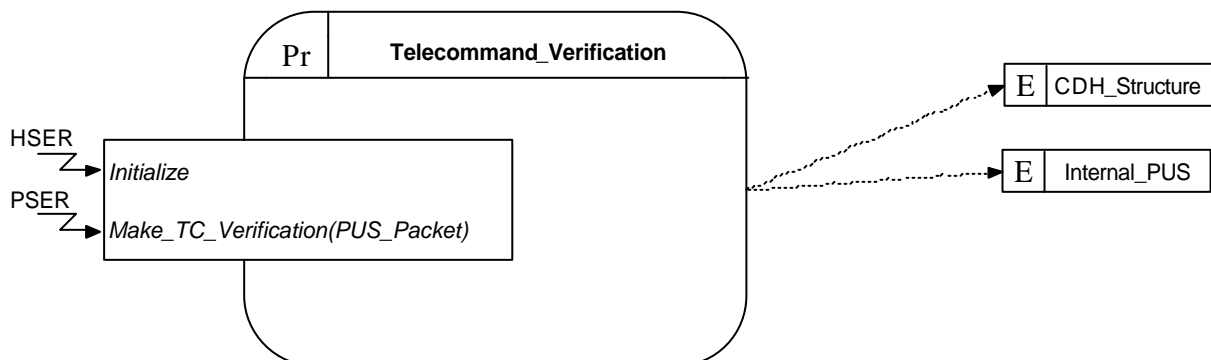 Pr Telecommand_Verification
E CDH_Structure
HSER
Initialize
E Internal_PUS
PSER
Make_TC_Verification(PUS_Packet)